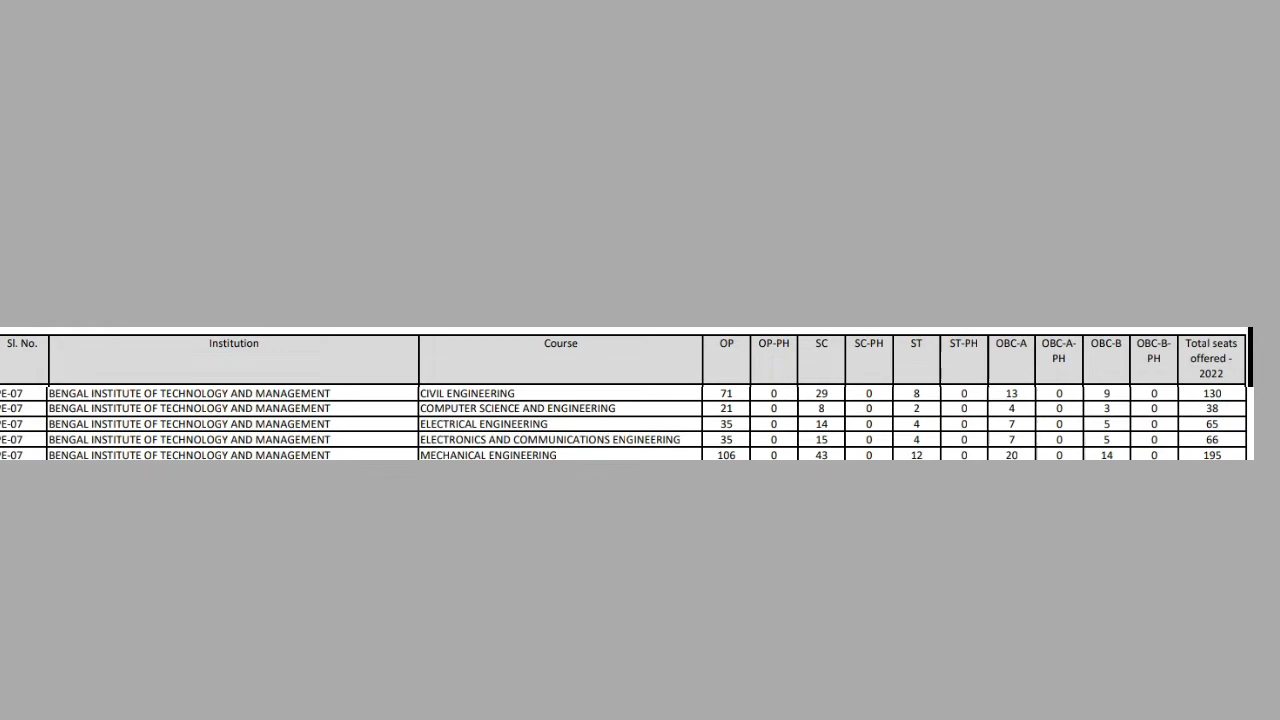 Sl. No. Institution Course OP OP-PH SC SC-PH ST ST-PH OBC-A OBC-A-PH OBC-B OBC-B-PH Total seats offered - 2022
PE-07 BENGAL INSTITUTE OF TECHNOLOGY AND MANAGEMENT CIVIL ENGINEERING 71 0 29 0 8 0 13 0 9 0 130
PE-07 BENGAL INSTITUTE OF TECHNOLOGY AND MANAGEMENT COMPUTER SCIENCE AND ENGINEERING 21 0 8 0 2 0 4 0 3 0 38
PE-07 BENGAL INSTITUTE OF TECHNOLOGY AND MANAGEMENT ELECTRICAL ENGINEERING 35 0 14 0 4 0 7 0 5 0 65
PE-07 BENGAL INSTITUTE OF TECHNOLOGY AND MANAGEMENT ELECTRONICS AND COMMUNICATIONS ENGINEERING 35 0 15 0 4 0 7 0 5 0 66
PE-07 BENGAL INSTITUTE OF TECHNOLOGY AND MANAGEMENT MECHANICAL ENGINEERING 106 0 43 0 12 0 20 0 14 0 195